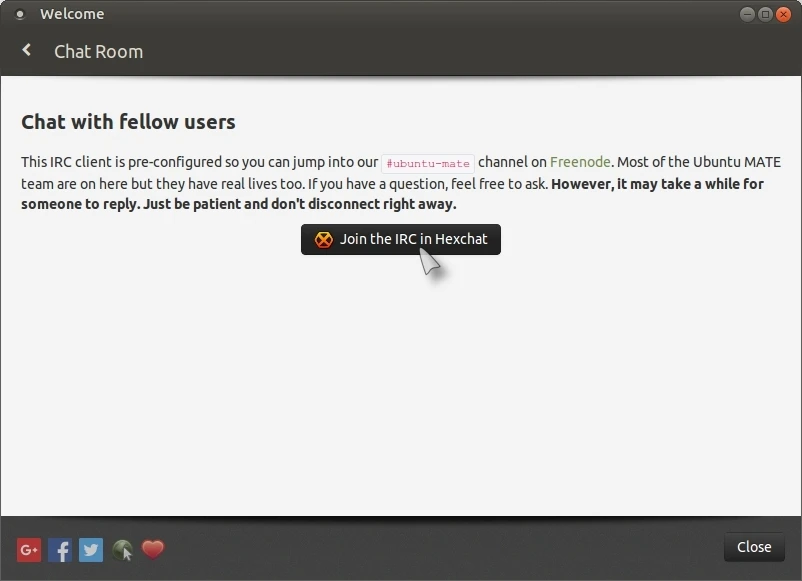 Welcome
Chat Room
Chat with fellow users
This IRC client is pre-configured so you can jump into our #ubuntu-mate channel on Freenode. Most of the Ubuntu MATE
team are on here but they have real lives too. If you have a question, feel free to ask. However, it may take a while for
someone to reply. Just be patient and don't disconnect right away.
Join the IRC in Hexchat
G+ f
Close